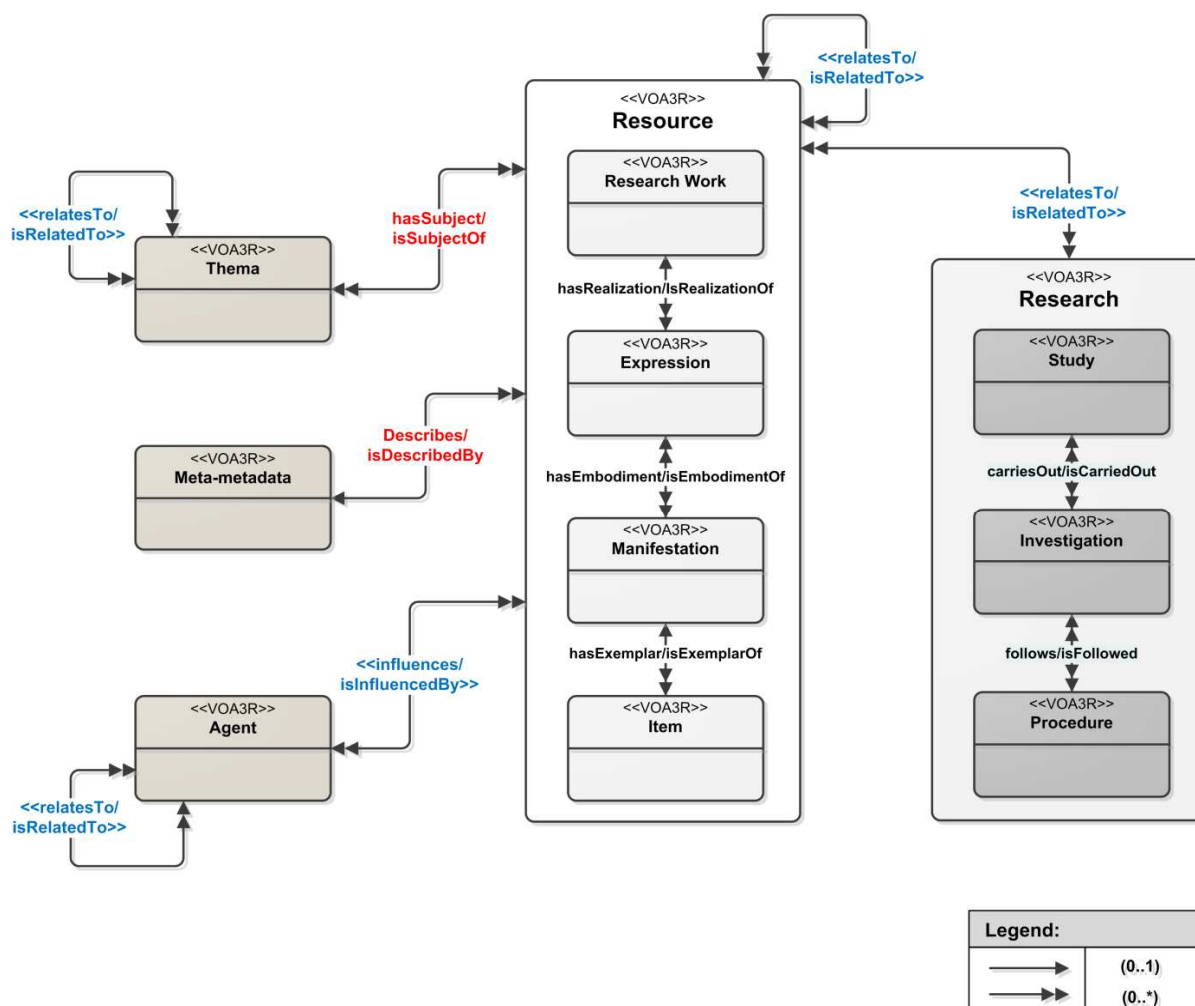 <<relatesTo/
isRelatedTo>>
<<VOA3R>>
Resource
<<VOA3R>>
Research Work
hasRealization/IsRealizationOf
<<VOA3R>>
Expression
hasEmbodiment/isEmbodimentOf
<<VOA3R>>
Manifestation
hasExemplar/isExemplarOf
<<VOA3R>>
Item
<<relatesTo/
isRelatedTo>>
<<VOA3R>>
Thema
hasSubject/
isSubjectOf
<<VOA3R>>
Meta-metadata
Describes/
isDescribedBy
<<influences/
isInfluencedBy>>
<<VOA3R>>
Agent
<<relatesTo/
isRelatedTo>>
<<relatesTo/
isRelatedTo>>
<<VOA3R>>
Research
<<VOA3R>>
Study
carriesOut/isCarriedOut
<<VOA3R>>
Investigation
follows/isFollowed
<<VOA3R>>
Procedure
Legend:
(0..1)
(0..*)